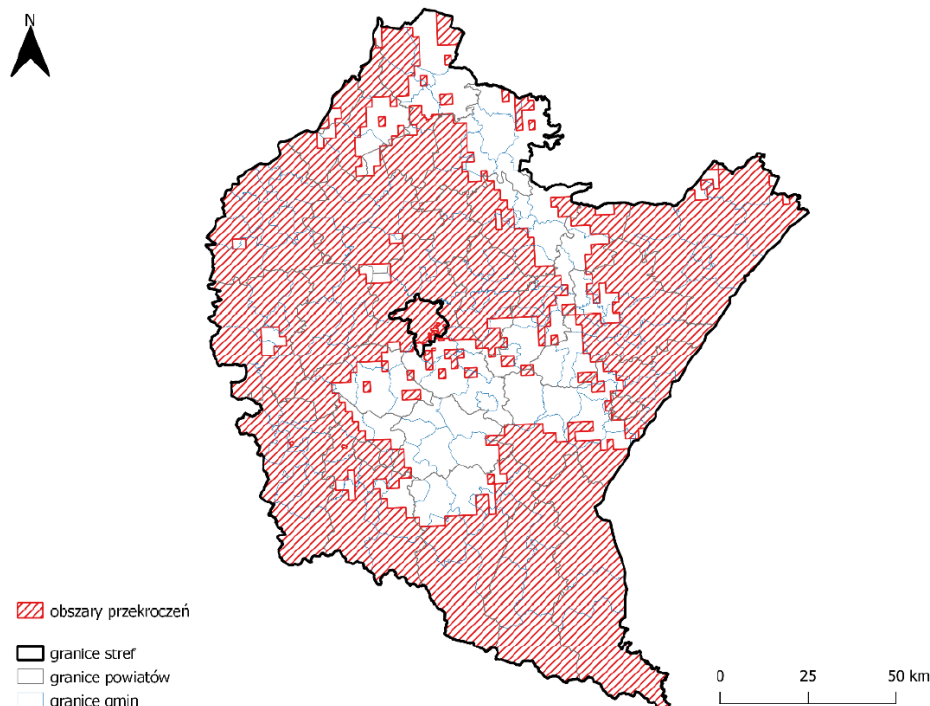 N
obszary przekroczeń
granice stref
granice powiatów
granice gmin
0 25 50 km